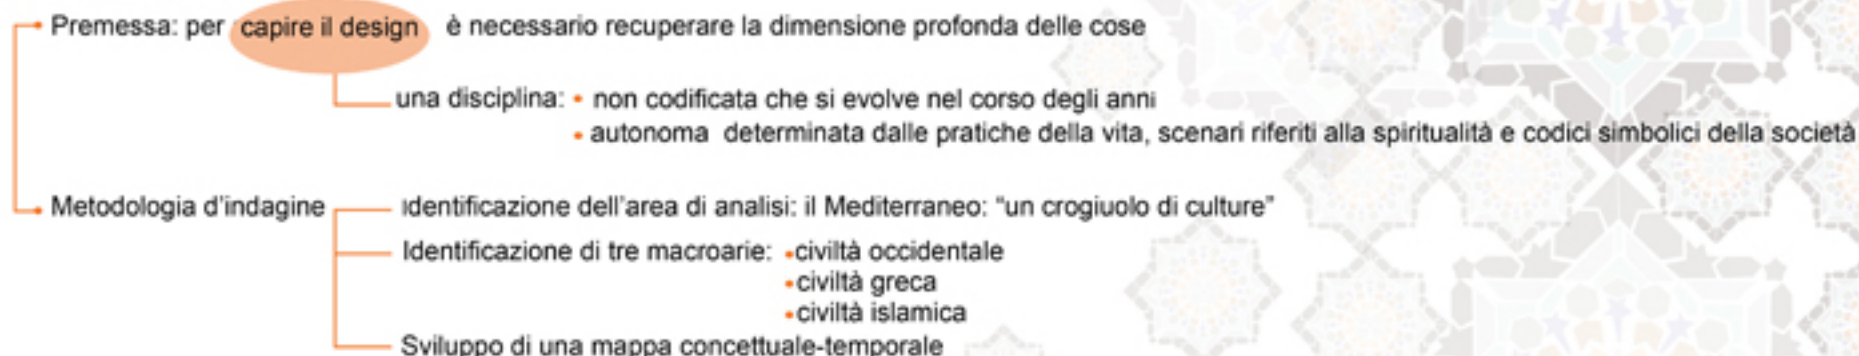 Premessa: per capire il design è necessario recuperare la dimensione profonda delle cose
una disciplina: • non codificata che si evolve nel corso degli anni
• autonoma determinata dalle pratiche della vita, scenari riferiti alla spiritualità e codici simbolici della società
Metodologia d'indagine
Identificazione dell'area di analisi: il Mediterraneo: “un crogiuolo di culture”
Identificazione di tre macroarie: •civiltà occidentale
•civiltà greca
•civiltà islamica
Sviluppo di una mappa concettuale-temporale